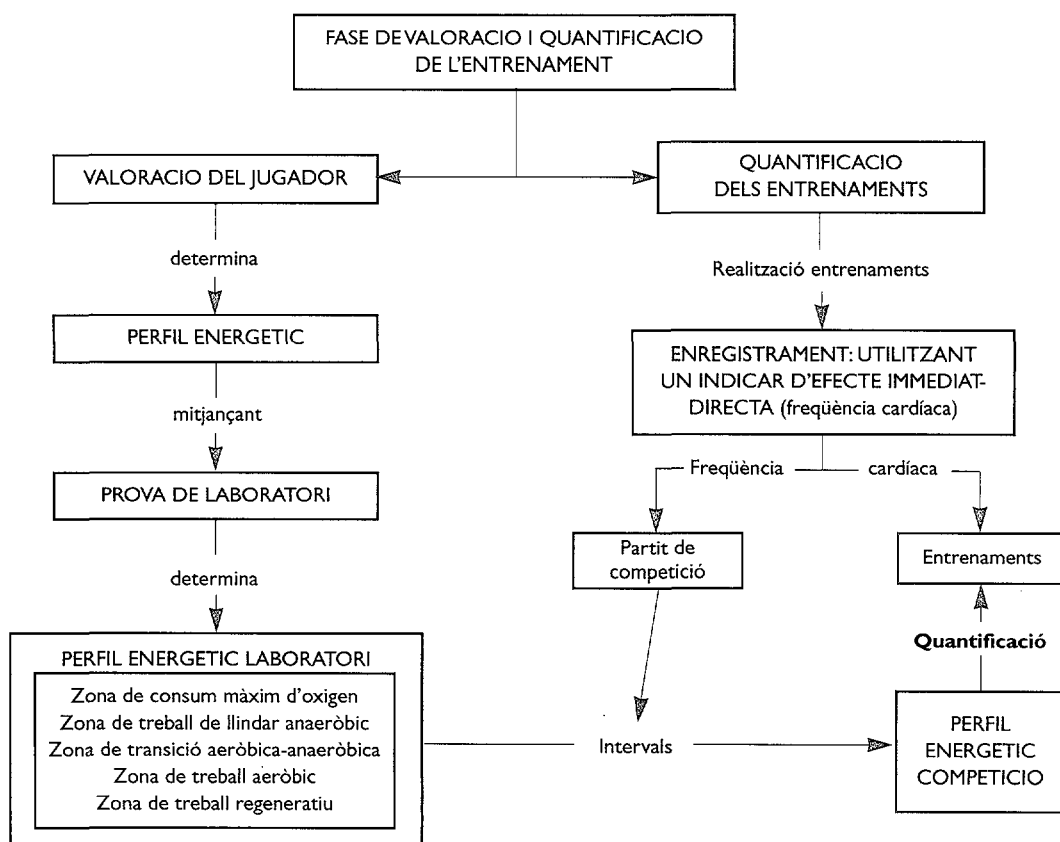 FASE DE VALORACIO I QUANTIFICACIO
DE L'ENTRENAMENT
VALORACIO DEL JUGADOR
QUANTIFICACIO
DELS ENTRENAMENTS
determina
Realització entrenaments
PERFIL ENERGETIC
ENREGISTRAMENT: UTILITZANT
UN INDICAR D'EFECTE IMMEDIAT-
DIRECTA (freqüència cardíaca)
mitjançant
Freqüència
cardíaca
PROVA DE LABORATORI
Partit de
competició
Entrenaments
determina
Quantificació
PERFIL ENERGETIC LABORATORI
Zona de consum màxim d'oxigen
Zona de treball de llindar anaeròbic
Zona de transició aeròbica-anaeròbica
Zona de treball aeròbic
Zona de treball regeneratiu
Intervals
PERFIL
ENERGETIC
COMPETICIO